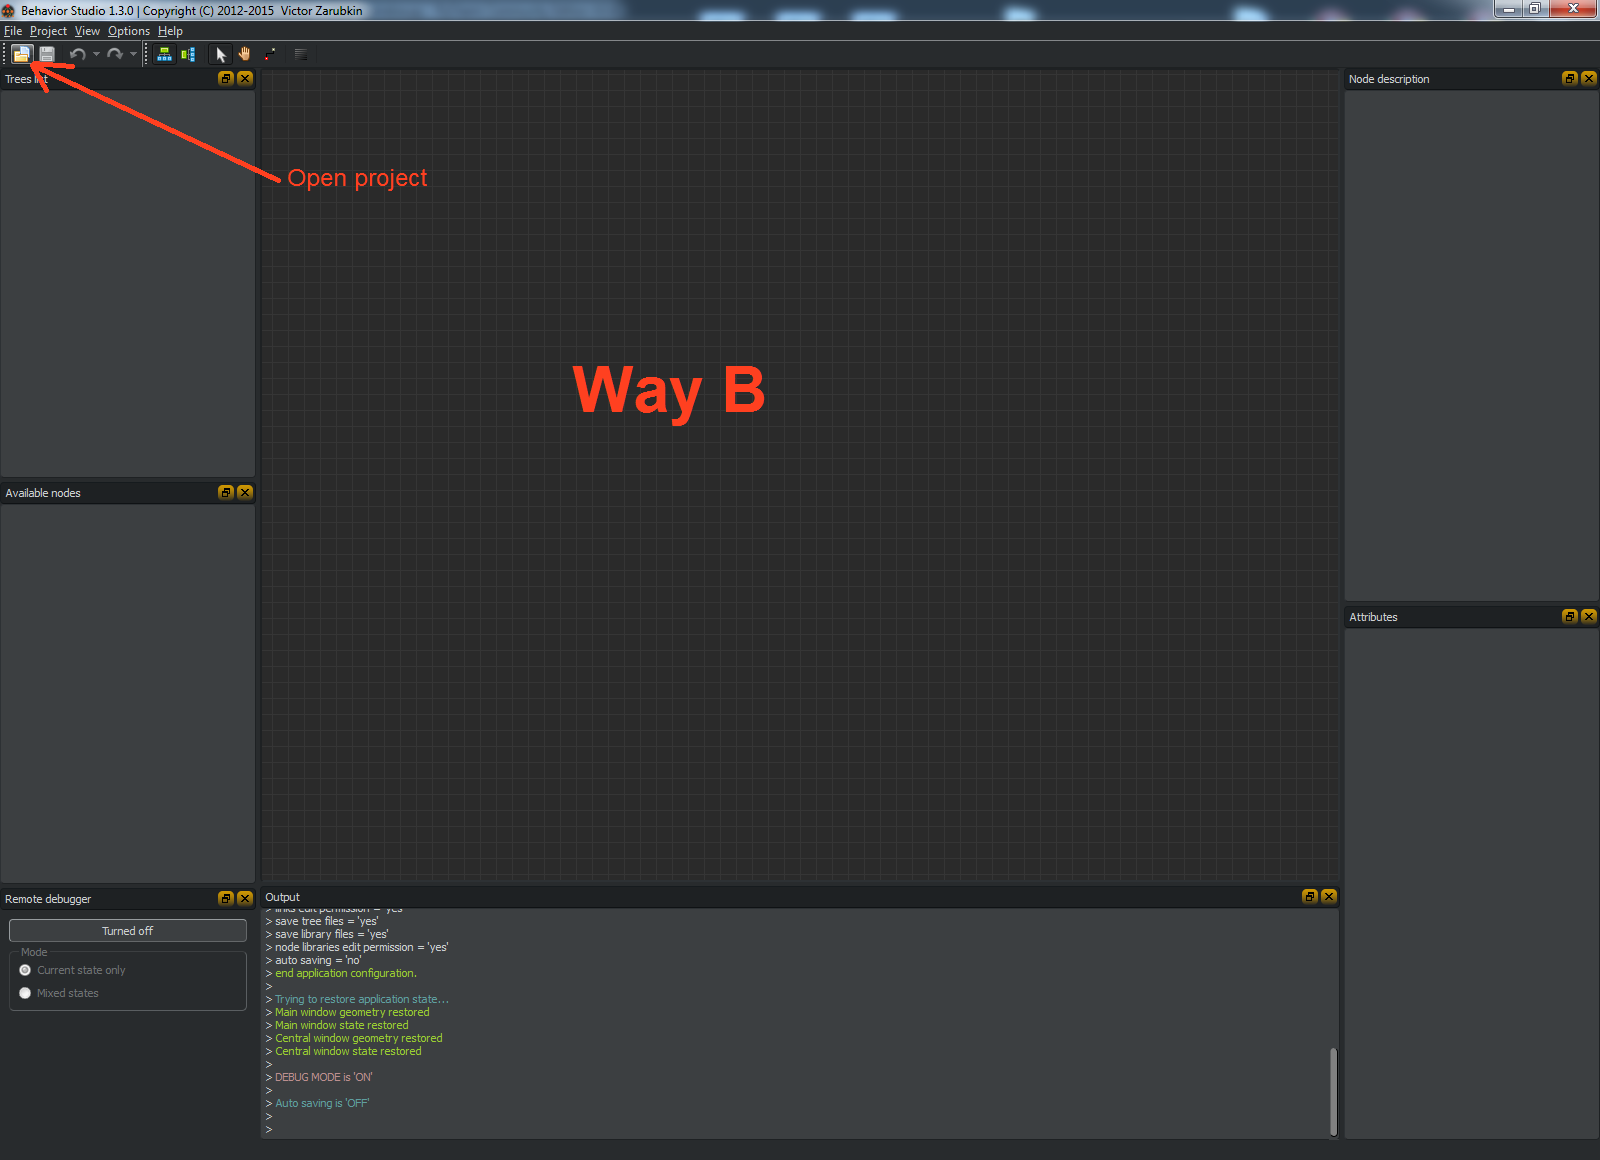 Behavior Studio 1.3.0 | Copyright (C) 2012-2015  Victor Zarubkin
File Project View Options Help
Trees list
Node description
Open project
Way B
Available nodes
Attributes
Remote debugger
Turned off
Mode
Current state only
Mixed states
Output
> links edit permission = 'yes'
> save tree files = 'yes'
> save library files = 'yes'
> node libraries edit permission = 'yes'
> auto saving = 'no'
> end application configuration.
>
> Trying to restore application state...
> Main window geometry restored
> Main window state restored
> Central window geometry restored
> Central window state restored
>
> DEBUG MODE is 'ON'
>
> Auto saving is 'OFF'
>
>